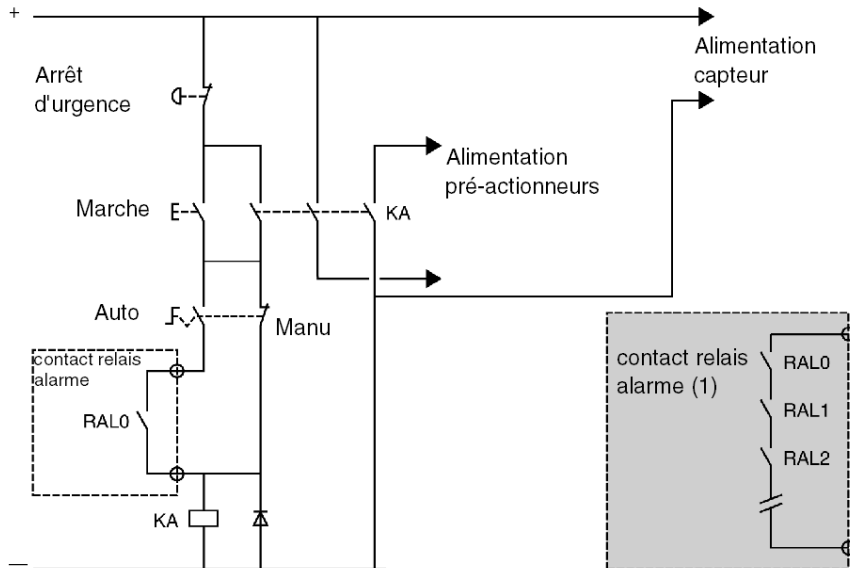 +
Alimentation
capteur
Arrêt
d'urgence
Alimentation
pré-actionneurs
Marche
KA
Auto
Manu
contact relais
alarme
RAL0
KA
—
contact relais
alarme (1)
RAL0
RAL1
RAL2